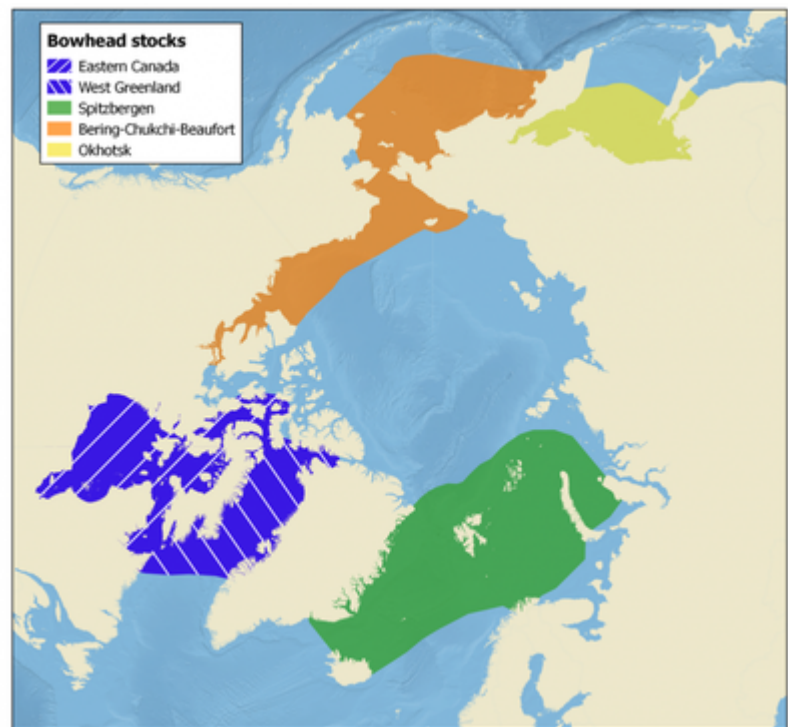 Bowhead stocks
Eastern Canada
West Greenland
Spitzbergen
Bering-Chukchi-Beaufort
Okhotsk